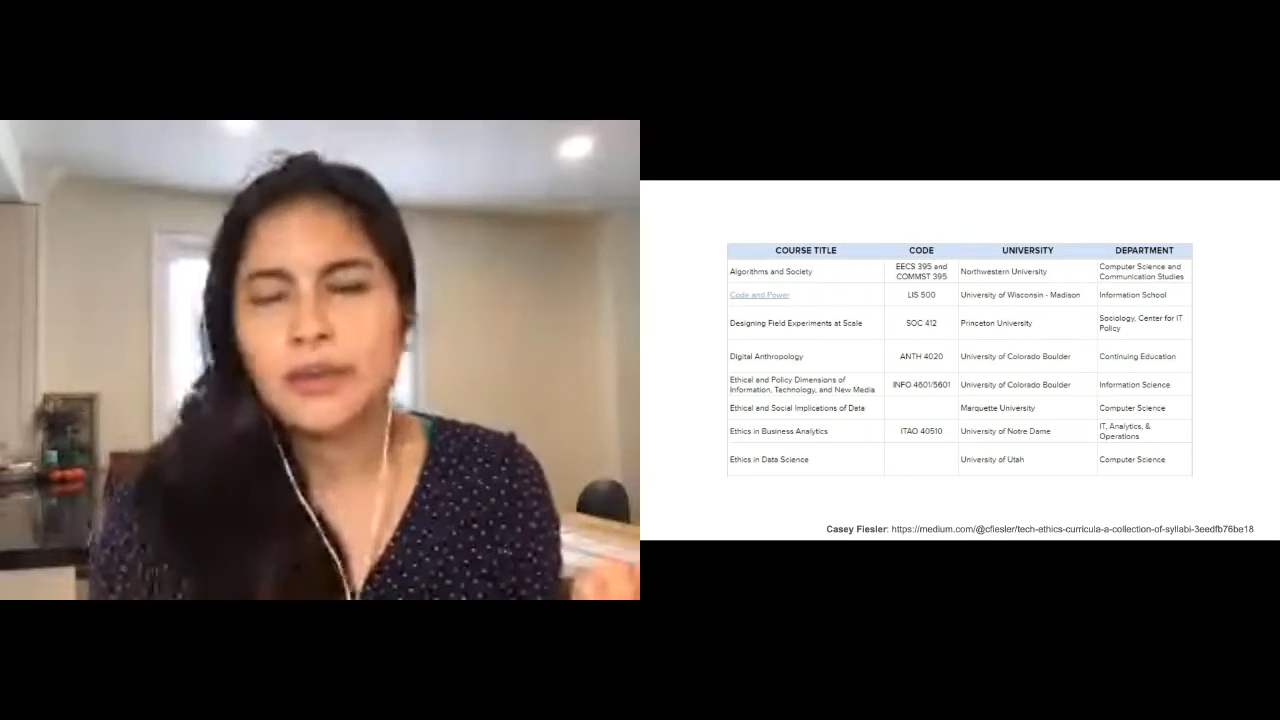 COURSE TITLE CODE UNIVERSITY DEPARTMENT
Algorithms and Society EECS 395 and COMMST 395 Northwestern University Computer Science and Communication Studies
Code and Power LIS 500 University of Wisconsin - Madison Information School
Designing Field Experiments at Scale SOC 412 Princeton University Sociology, Center for IT Policy
Digital Anthropology ANTH 4020 University of Colorado Boulder Continuing Education
Ethical and Policy Dimensions of Information, Technology, and New Media INFO 4601/5601 University of Colorado Boulder Information Science
Ethical and Social Implications of Data Marquette University Computer Science
Ethics in Business Analytics ITAO 40510 University of Notre Dame IT, Analytics, & Operations
Ethics in Data Science University of Utah Computer Science
Casey Fiesler: https://medium.com/@cfiesler/tech-ethics-curricula-a-collection-of-syllabi-3eedfb76be18